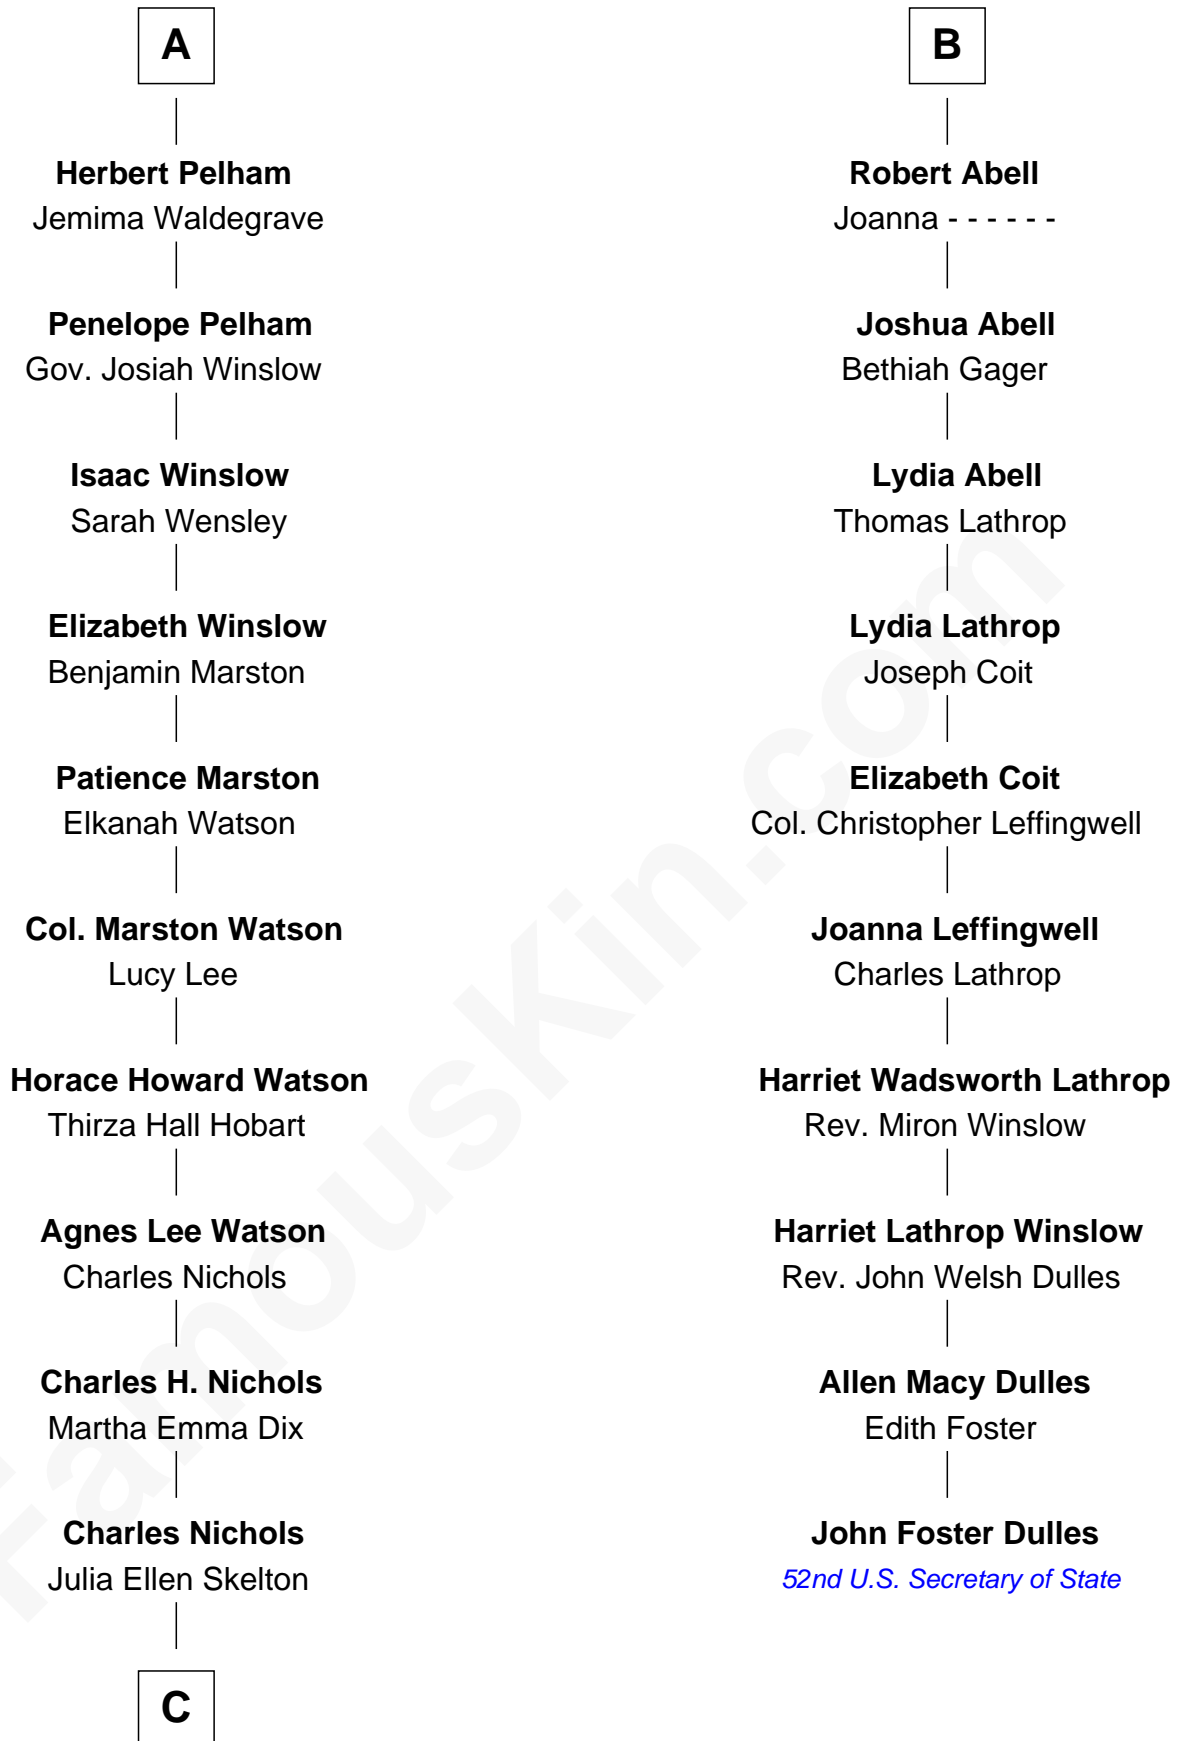 A
Herbert Pelham
Jemima Waldegrave
Penelope Pelham
Gov. Josiah Winslow
Isaac Winslow
Sarah Wensley
Elizabeth Winslow
Benjamin Marston
Patience Marston
Elkanah Watson
Col. Marston Watson
Lucy Lee
Horace Howard Watson
Thirza Hall Hobart
Agnes Lee Watson
Charles Nichols
Charles H. Nichols
Martha Emma Dix
Charles Nichols
Julia Ellen Skelton
C
B
Robert Abell
Joanna - - - - - -
Joshua Abell
Bethiah Gager
Lydia Abell
Thomas Lathrop
Lydia Lathrop
Joseph Coit
Elizabeth Coit
Col. Christopher Leffingwell
Joanna Leffingwell
Charles Lathrop
Harriet Wadsworth Lathrop
Rev. Miron Winslow
Harriet Lathrop Winslow
Rev. John Welsh Dulles
Allen Macy Dulles
Edith Foster
John Foster Dulles
52nd U.S. Secretary of State
FamousKin.com